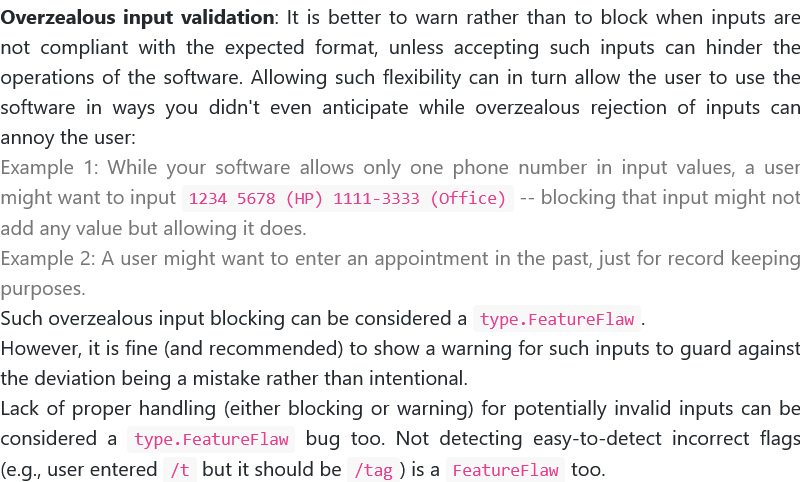 Overzealous input validation: It is better to warn rather than to block when inputs are
not compliant with the expected format, unless accepting such inputs can hinder the
operations of the software. Allowing such flexibility can in turn allow the user to use the
software in ways you didn't even anticipate while overzealous rejection of inputs can
annoy the user:
Example 1: While your software allows only one phone number in input values, a user
might want to input 1234 5678 (HP) 1111-3333 (Office) -- blocking that input might not
add any value but allowing it does.
Example 2: A user might want to enter an appointment in the past, just for record keeping
purposes.
Such overzealous input blocking can be considered a type.FeatureFlaw.
However, it is fine (and recommended) to show a warning for such inputs to guard against
the deviation being a mistake rather than intentional.
Lack of proper handling (either blocking or warning) for potentially invalid inputs can be
considered a type.FeatureFlaw bug too. Not detecting easy-to-detect incorrect flags
(e.g., user entered /t but it should be /tag) is a FeatureFlaw too.